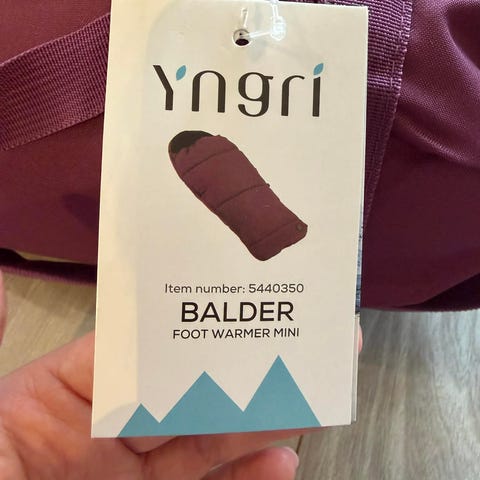 Yngri
Item number: 5440350
BALDER
FOOT WARMER MINI